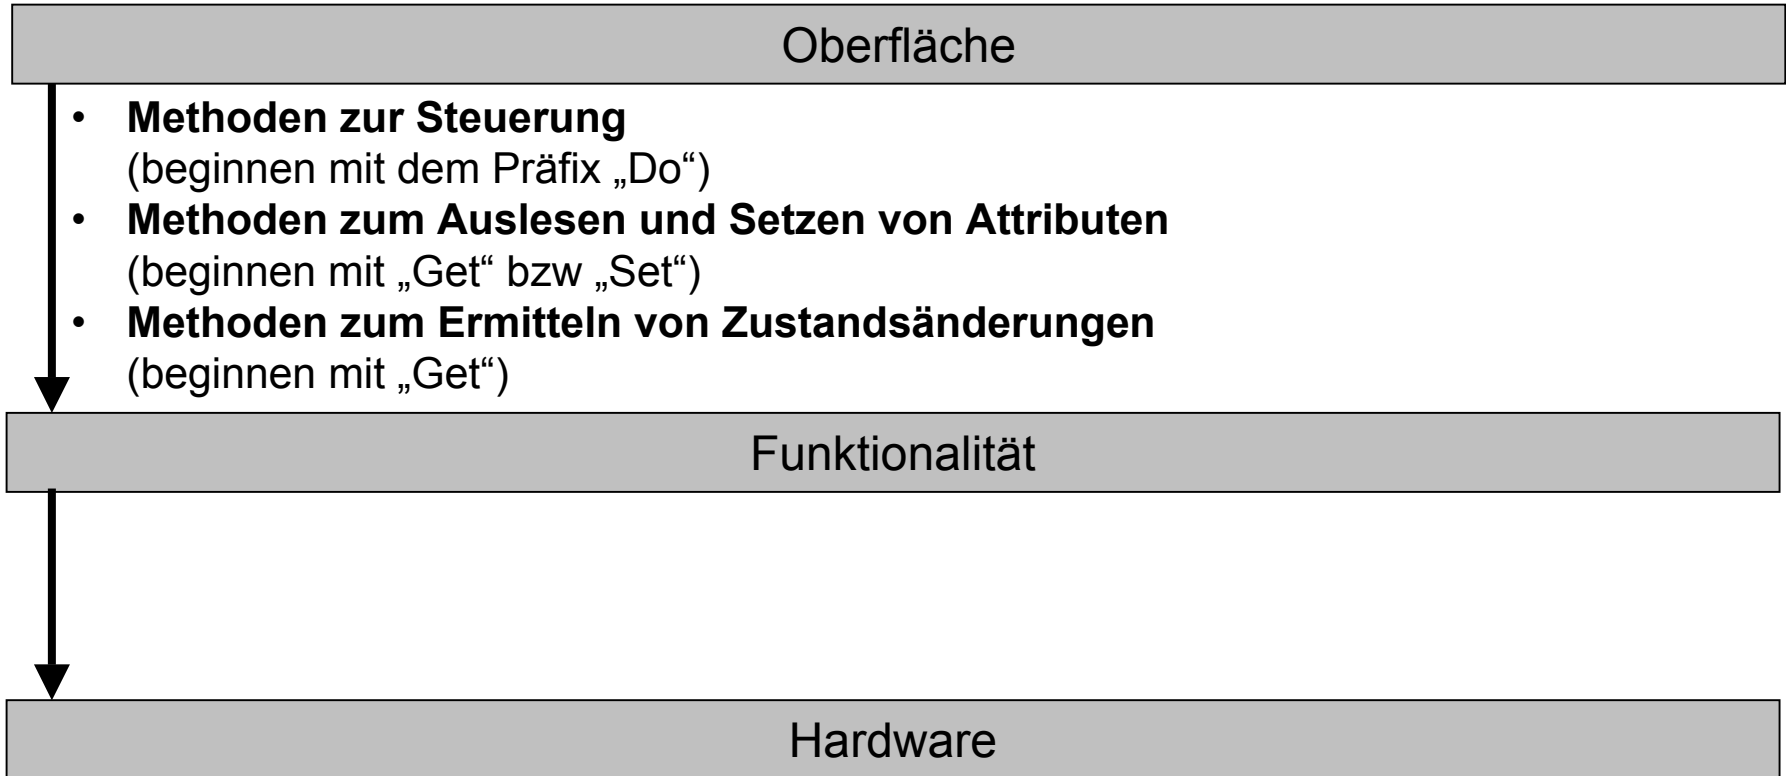 Oberfläche
• Methoden zur Steuerung
(beginnen mit dem Präfix „Do“)
• Methoden zum Auslesen und Setzen von Attributen
(beginnen mit „Get“ bzw „Set“)
• Methoden zum Ermitteln von Zustandsänderungen
(beginnen mit „Get“)
Funktionalität
Hardware